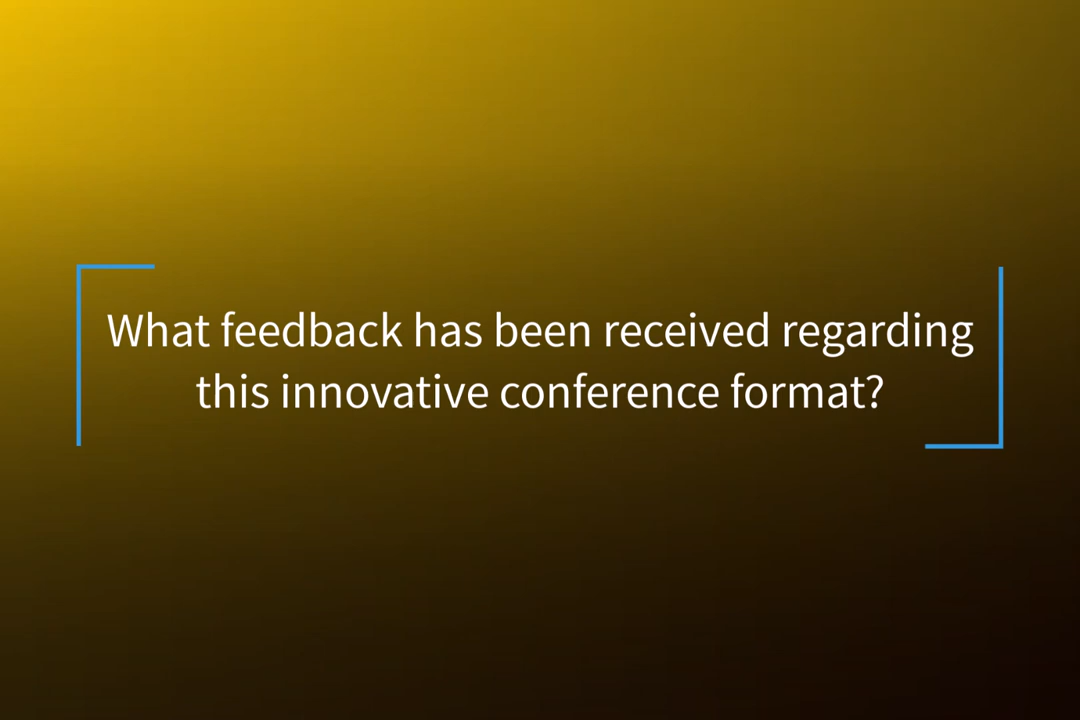 What feedback has been received regarding
this innovative conference format?